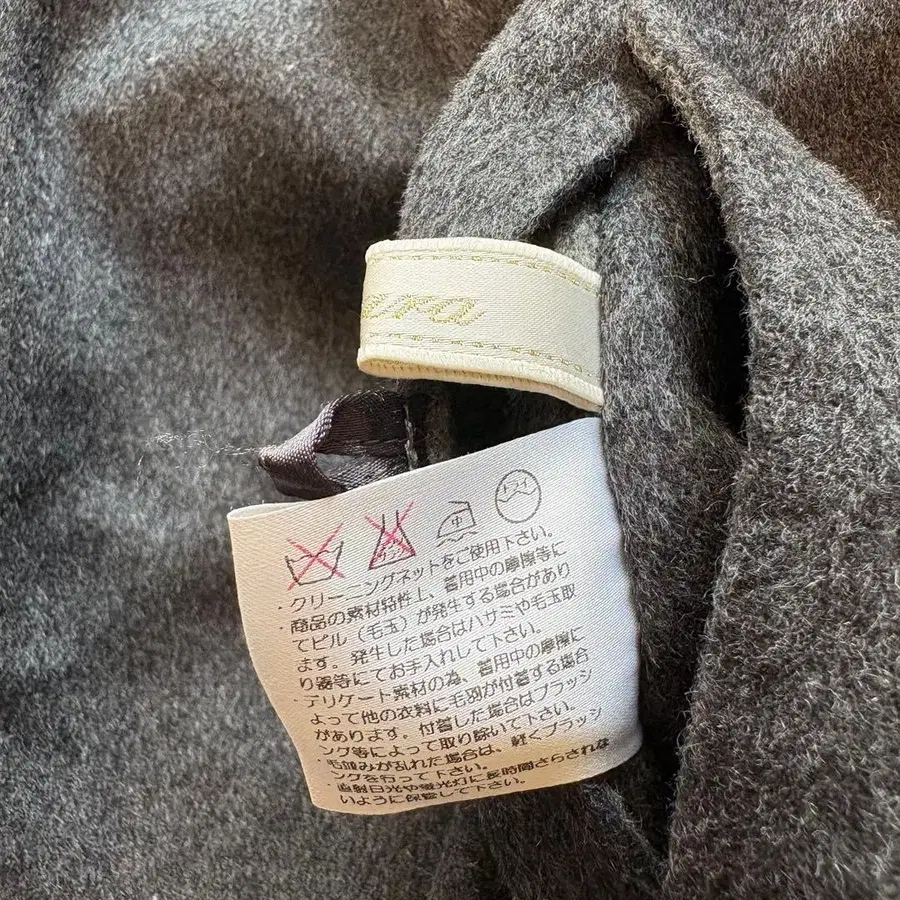 ara
エンソ サラシ
中
ドライ
・クリーニングネットをご使用下さい。
・商品の素材特性上、着用中の摩擦等に
てピル（毛玉）が発生する場合があり
ます。発生した場合はハサミや毛玉取
り器等にてお手入れして下さい。
・デリケート素材の為、着用中の摩擦に
よって他の衣料に毛羽が付着する場合
があります。付着した場合はブラッシ
ング等によって取り除いて下さい。
・毛並みが乱れた場合は、軽くブラッシ
ングを行って下さい。
・直射日光や蛍光灯に長時間さらされな
いように保管して下さい。